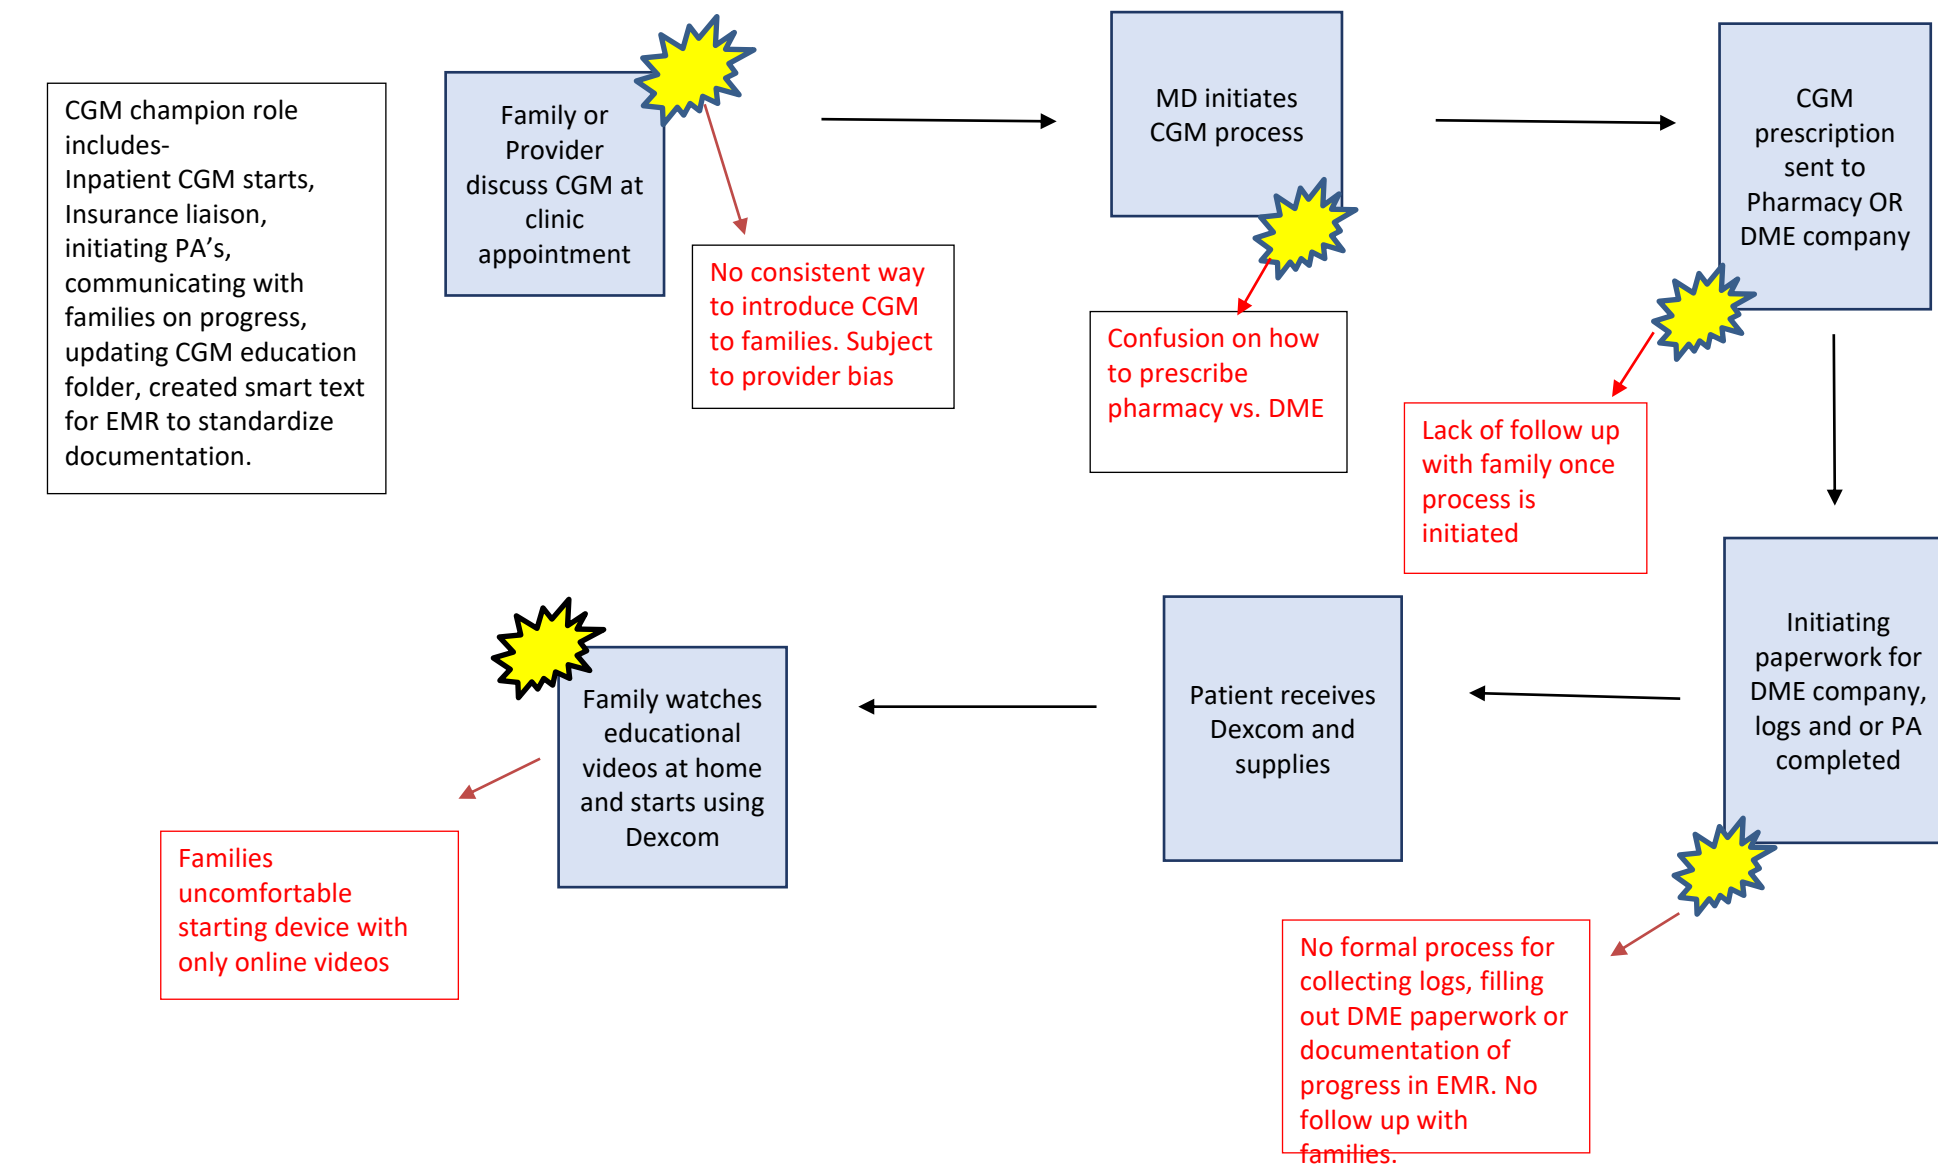 CGM champion role
includes-
Inpatient CGM starts,
Insurance liaison,
initiating PA’s,
communicating with
families on progress,
updating CGM education
folder, created smart text
for EMR to standardize
documentation.
Family or
Provider
discuss CGM at
clinic
appointment
No consistent way
to introduce CGM
to families. Subject
to provider bias
MD initiates
CGM process
Confusion on how
to prescribe
pharmacy vs. DME
CGM
prescription
sent to
Pharmacy OR
DME company
Lack of follow up
with family once
process is
initiated
Initiating
paperwork for
DME company,
logs and or PA
completed
No formal process for
collecting logs, filling
out DME paperwork or
documentation of
progress in EMR. No
follow up with
families.
Patient receives
Dexcom and
supplies
Family watches
educational
videos at home
and starts using
Dexcom
Families
uncomfortable
starting device with
only online videos